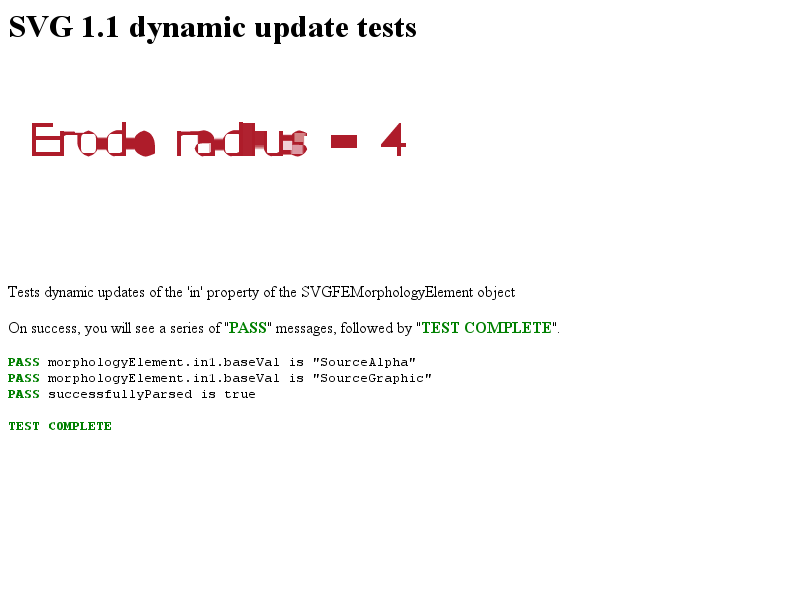 SVG 1.1 dynamic update tests
Erode radius = 4
Tests dynamic updates of the 'in' property of the SVGFEMorphologyElement object
On success, you will see a series of "PASS" messages, followed by "TEST COMPLETE".
PASS morphologyElement.in1.baseVal is "SourceAlpha"
PASS morphologyElement.in1.baseVal is "SourceGraphic"
PASS successfullyParsed is true
TEST COMPLETE